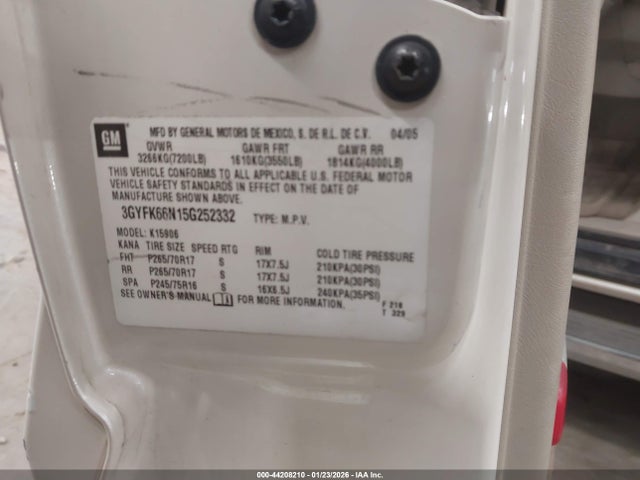 GM
MFD BY GENERAL MOTORS DE MEXICO, S. DE R.L. DE C.V. 04/05
GVWR GAWR FRT GAWR RR
3266KG(7200LB) 1610KG(3550LB) 1814KG(4000LB)
THIS VEHICLE CONFORMS TO ALL APPLICABLE U.S. FEDERAL MOTOR
VEHICLE SAFETY STANDARDS IN EFFECT ON THE DATE OF
MANUFACTURE SHOWN ABOVE.
3GYFK66N15G252332 TYPE: M.P.V.
MODEL: K15906
KANA TIRE SIZE SPEED RTG RIM COLD TIRE PRESSURE
FHT P265/70R17 S 17X7.5J 210KPA(30PSI)
RR P265/70R17 S 17X7.5J 210KPA(30PSI)
SPA P245/75R16 S 16X6.5J 240KPA(35PSI)
SEE OWNER'S MANUAL FOR MORE INFORMATION.
F 218
T 329
000-44208210 - 01/23/2026 - IAA Inc.